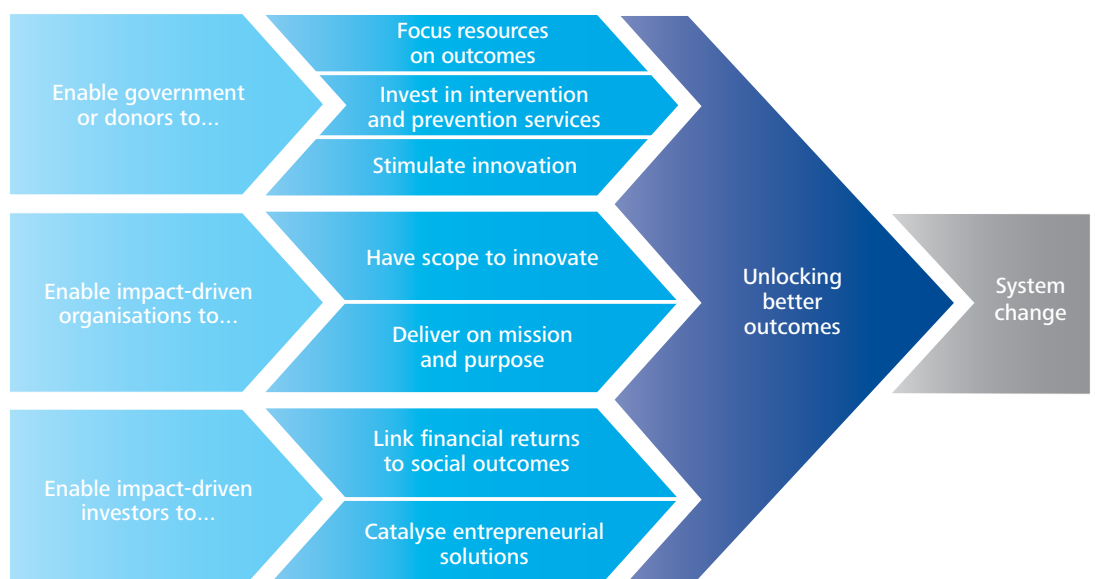 Enable government
or donors to...
Focus resources
on outcomes
Invest in intervention
and prevention services
Stimulate innovation
Enable impact-driven
organisations to...
Have scope to innovate
Deliver on mission
and purpose
Enable impact-driven
investors to...
Link financial returns
to social outcomes
Catalyse entrepreneurial
solutions
Unlocking
better
outcomes
System
change